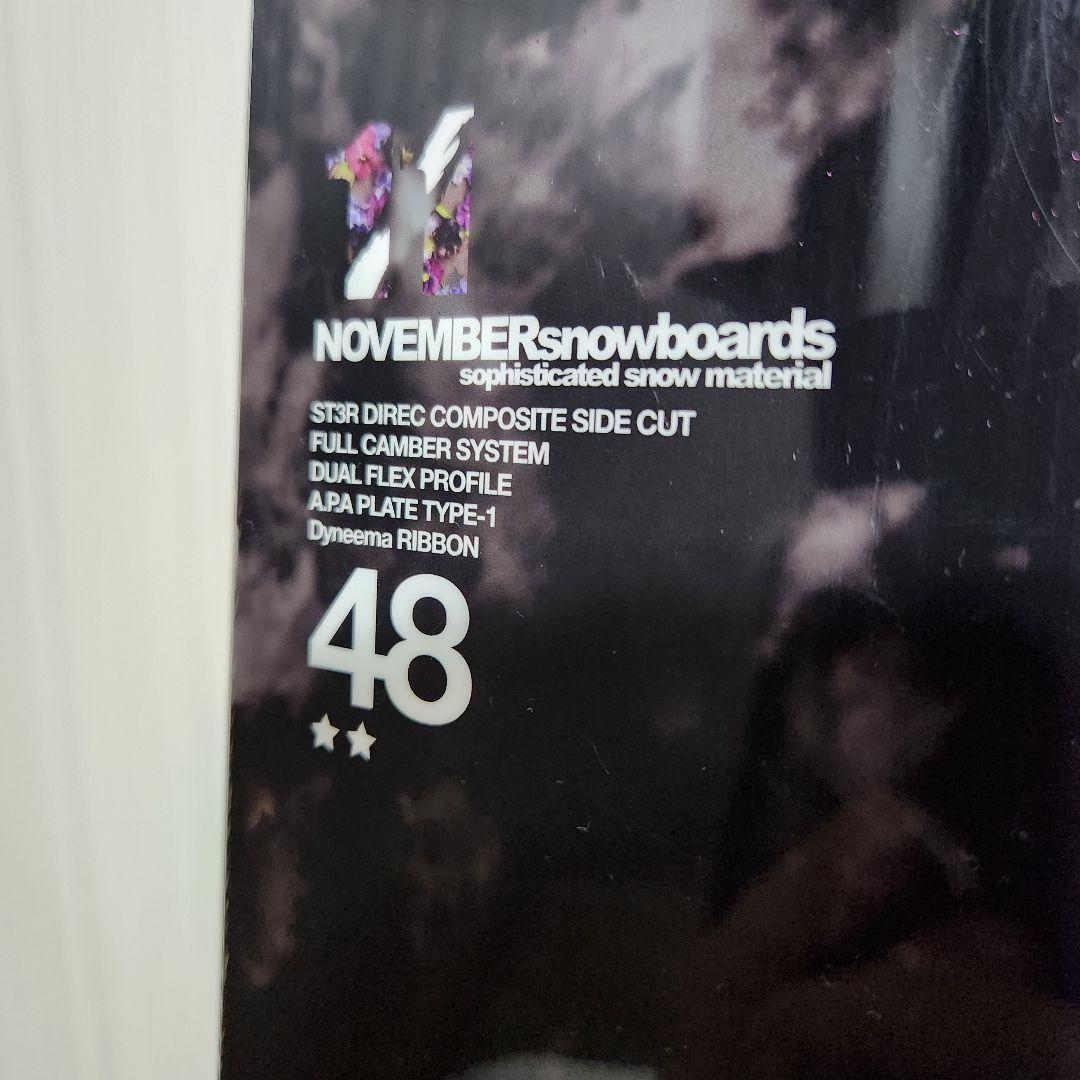 11
NOVEMBERsnowboards
sophisticated snow material
ST3R DIREC COMPOSITE SIDE CUT
FULL CAMBER SYSTEM
DUAL FLEX PROFILE
A.P.A PLATE TYPE-1
Dyneema RIBBON
48